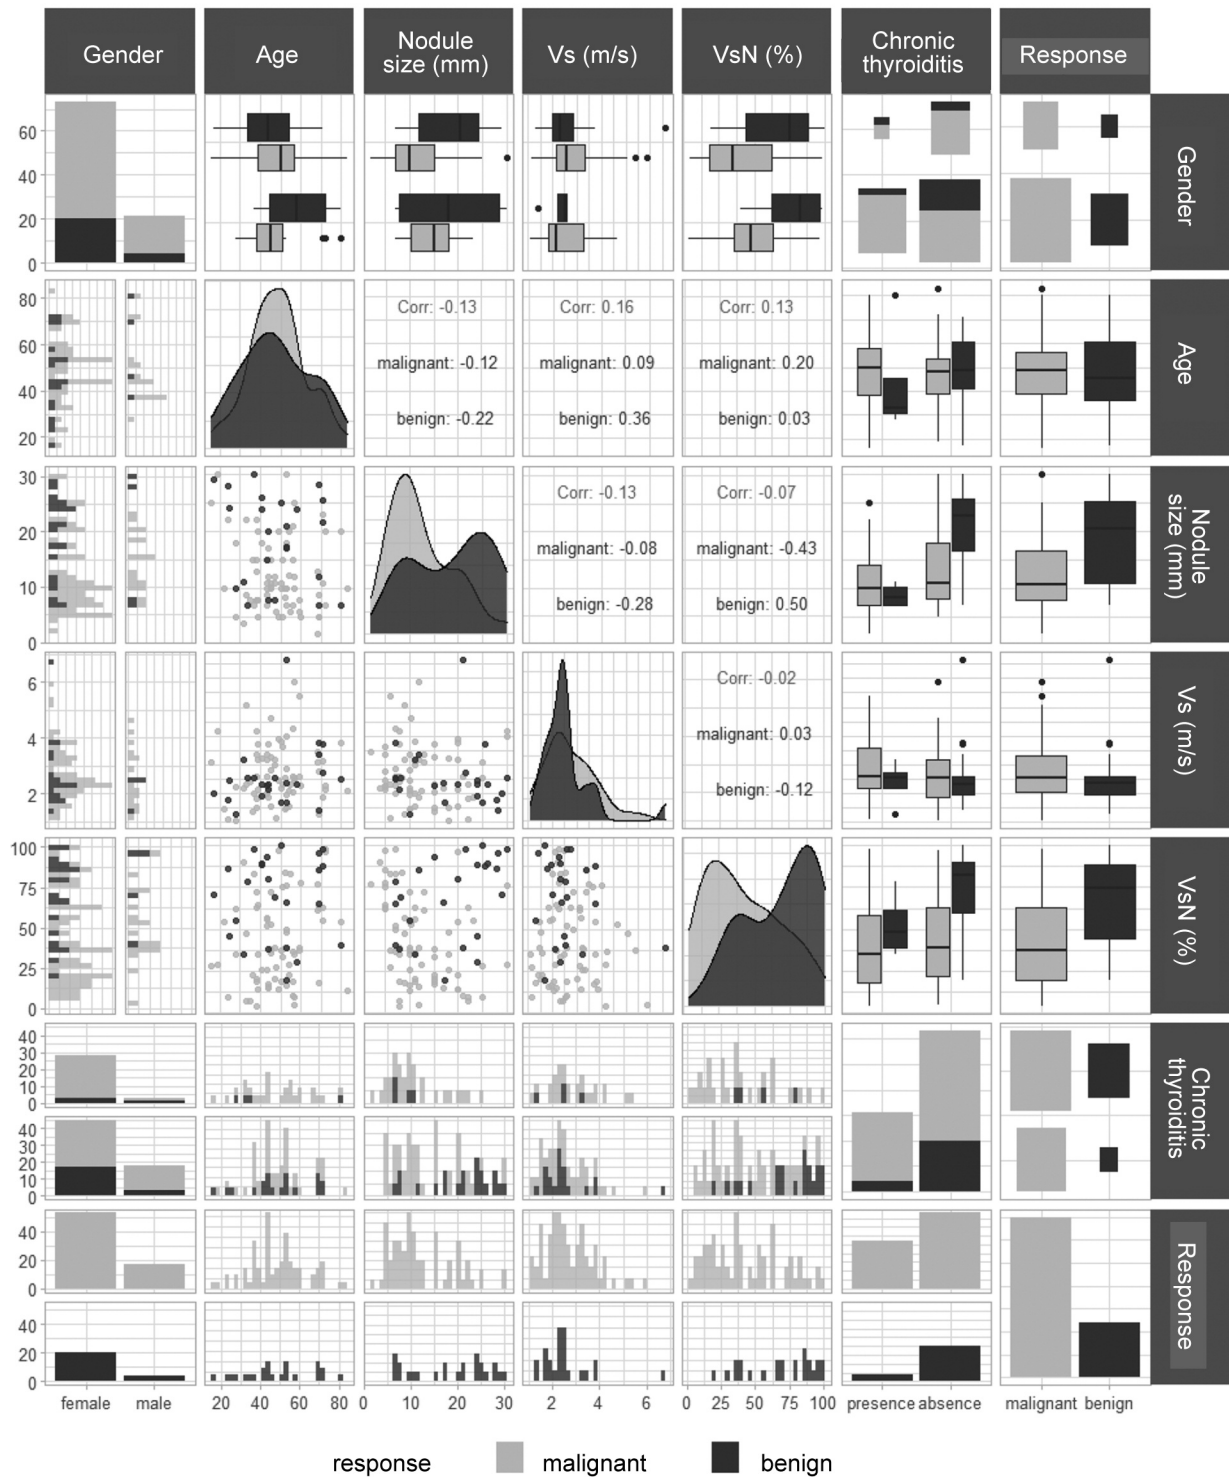 Gender
Age
Nodule
size (mm)
Vs (m/s)
VsN (%)
Chronic
thyroiditis
Response
60
40
20
0
Gender
80
60
40
20
Corr: -0.13
malignant: -0.12
benign: -0.22
Corr: 0.16
malignant: 0.09
benign: 0.36
Corr: 0.13
malignant: 0.20
benign: 0.03
Age
30
20
10
0
Corr: -0.13
malignant: -0.08
benign: -0.28
Corr: -0.07
malignant: -0.43
benign: 0.50
Nodule
size (mm)
6
4
2
Corr: -0.02
malignant: 0.03
benign: -0.12
Vs (m/s)
100
75
50
25
0
VsN (%)
40
30
20
10
0
40
30
20
10
0
Chronic
thyroiditis
40
20
0
40
20
0
Response
female male
20 40 60 80
0 10 20 30
2 4 6
0 25 50 75 100
presence absence
malignant benign
response malignant benign